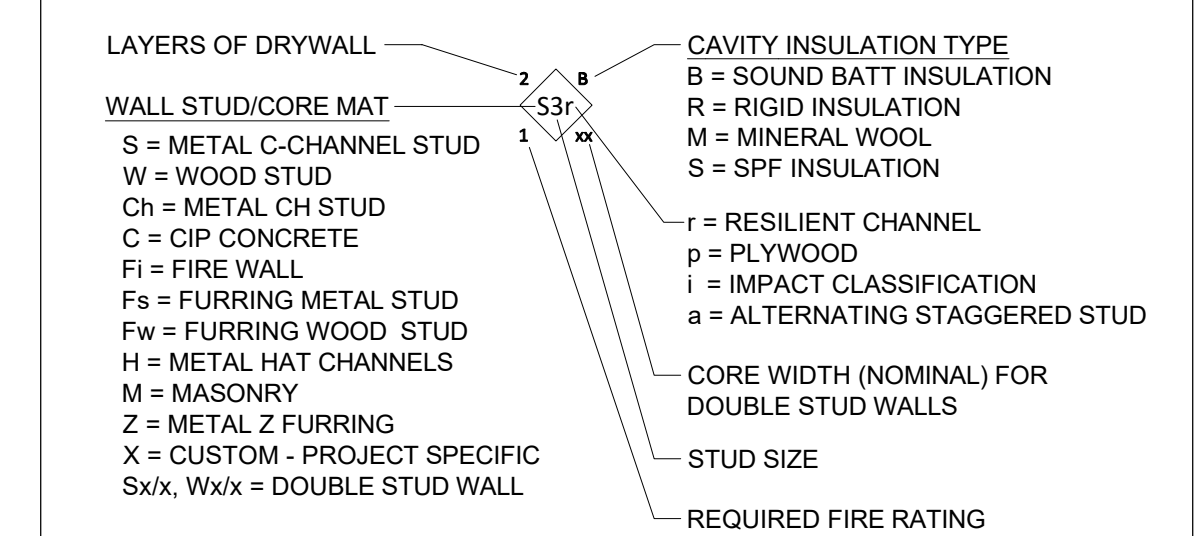 LAYERS OF DRYWALL
WALL STUD/CORE MAT
S = METAL C-CHANNEL STUD
W = WOOD STUD
Ch = METAL CH STUD
C = CIP CONCRETE
Fi = FIRE WALL
Fs = FURRING METAL STUD
Fw = FURRING WOOD STUD
H = METAL HAT CHANNELS
M = MASONRY
Z = METAL Z FURRING
X = CUSTOM - PROJECT SPECIFIC
Sx/x, Wx/x = DOUBLE STUD WALL
2 B
S3r
1 xx
CAVITY INSULATION TYPE
B = SOUND BATT INSULATION
R = RIGID INSULATION
M = MINERAL WOOL
S = SPF INSULATION
r = RESILIENT CHANNEL
p = PLYWOOD
i = IMPACT CLASSIFICATION
a = ALTERNATING STAGGERED STUD
CORE WIDTH (NOMINAL) FOR
DOUBLE STUD WALLS
STUD SIZE
REQUIRED FIRE RATING